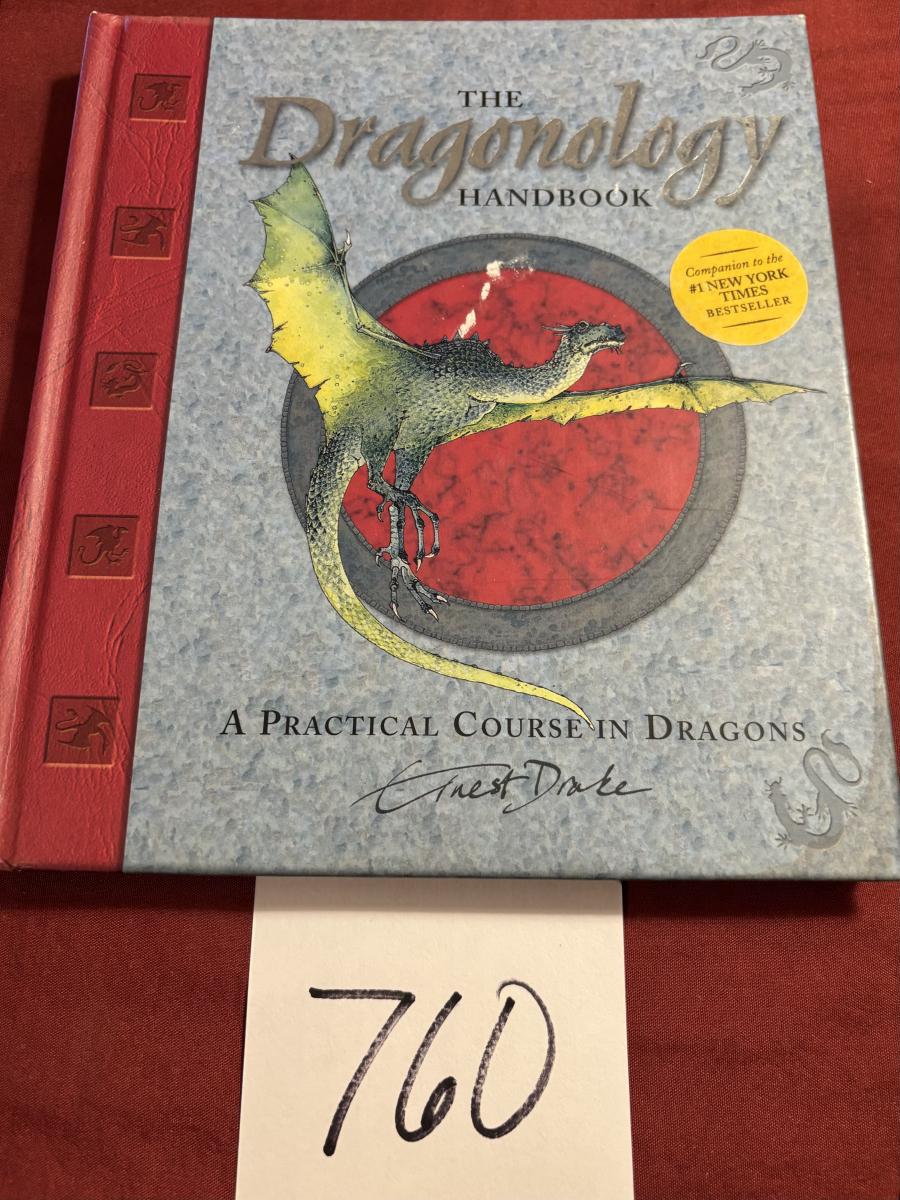 THE
Dragonology
HANDBOOK
Companion to the
#1 NEW YORK
TIMES
BESTSELLER
A PRACTICAL COURSE IN DRAGONS
Ernest Drake
760